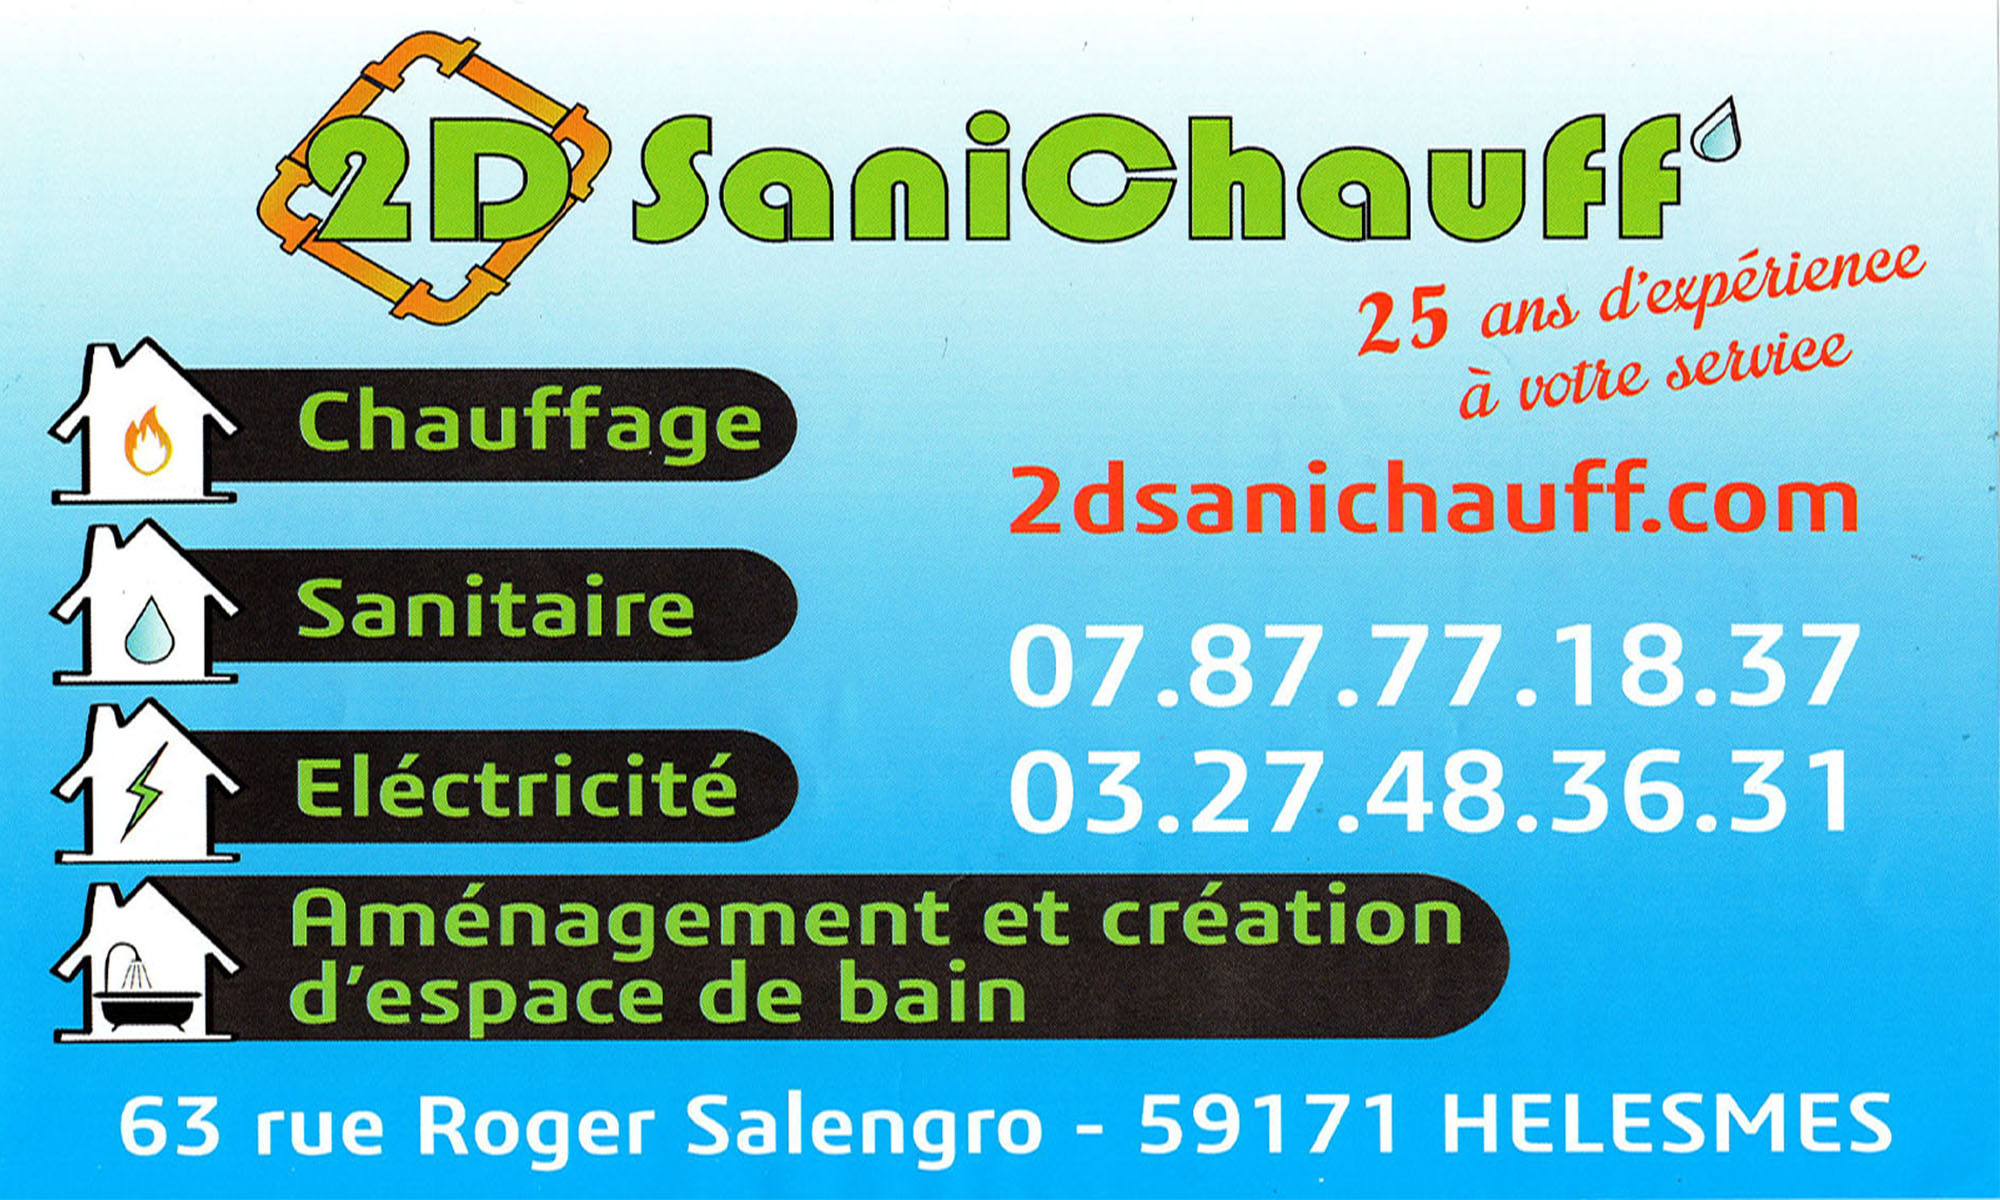 2D SaniChauff'
25 ans d'expérience
à votre service
Chauffage
2dsanichauff.com
Sanitaire
07.87.77.18.37
Eléctricité
03.27.48.36.31
Aménagement et création
d'espace de bain
63 rue Roger Salengro - 59171 HELESMES